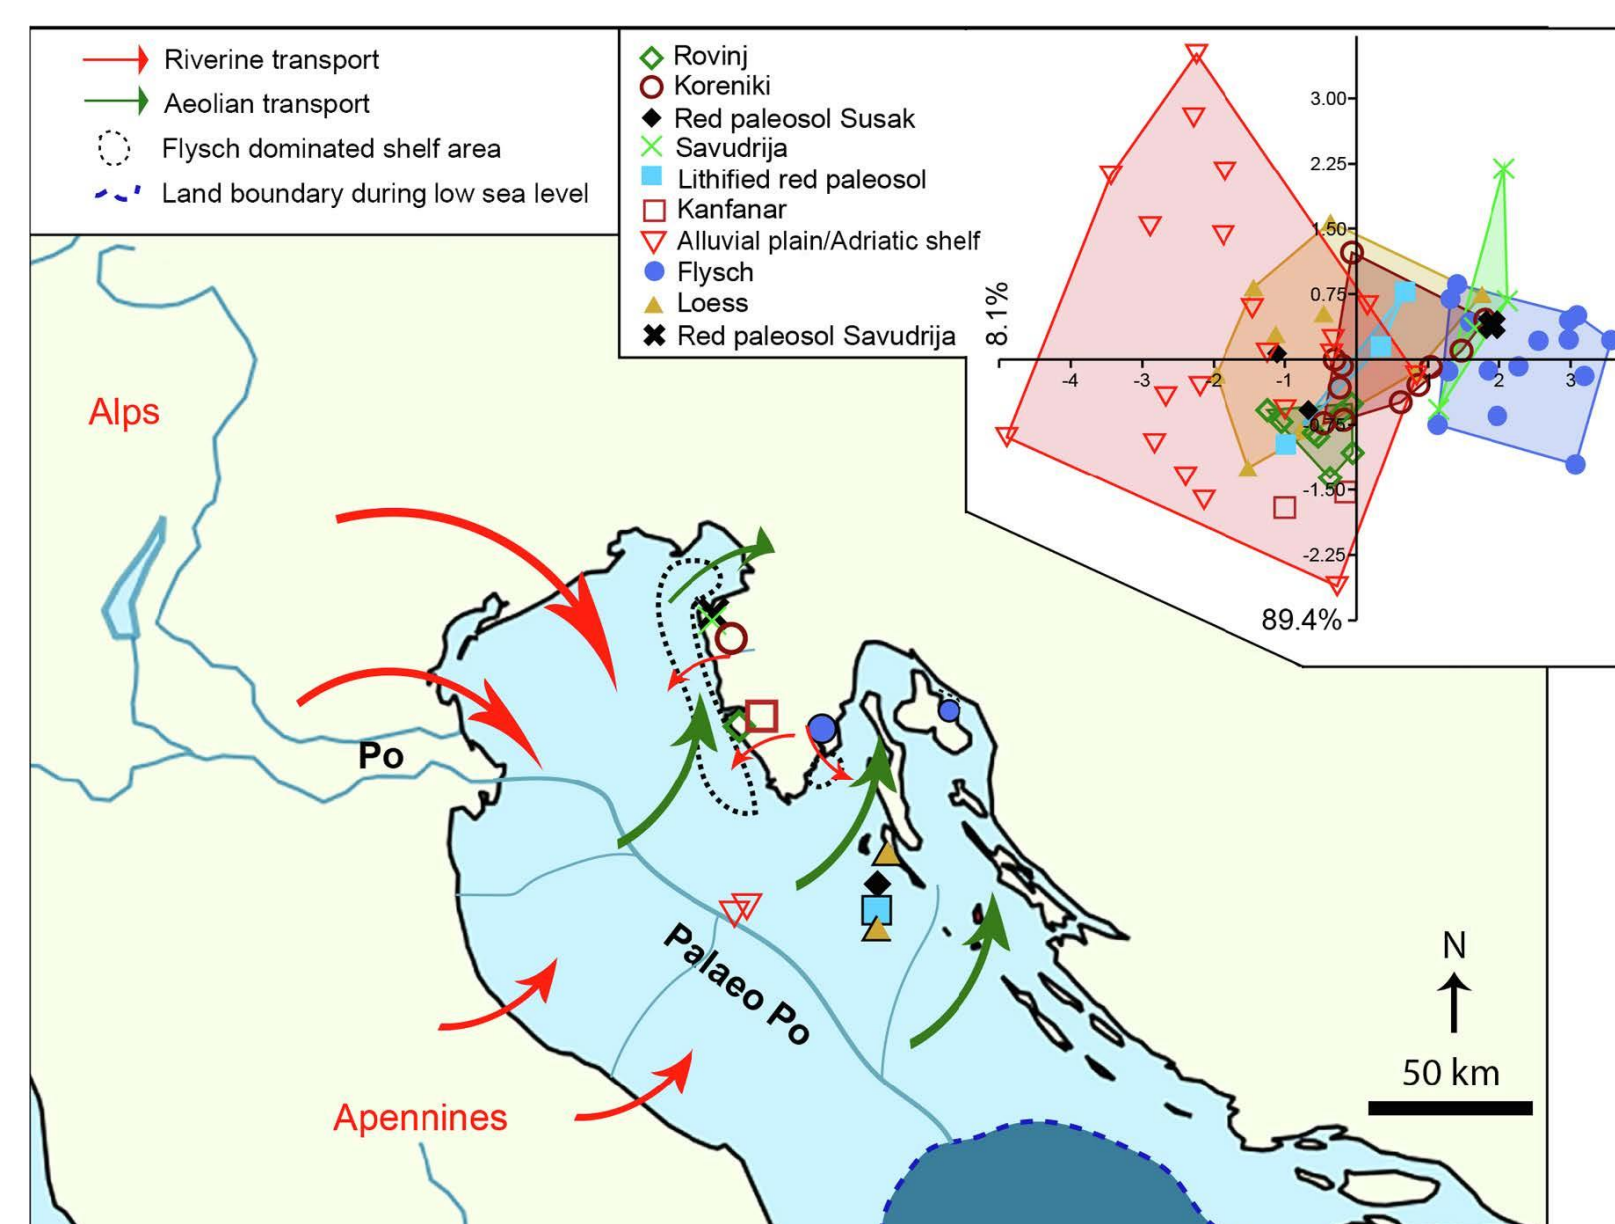 Riverine transport
Aeolian transport
Flysch dominated shelf area
Land boundary during low sea level
Rovinj
Koreniki
Red paleosol Susak
Savudrija
Lithified red paleosol
Kanfanar
Alluvial plain/Adriatic shelf
Flysch
Loess
Red paleosol Savudrija
8.1%
3.00
2.25
1.50
0.75
-4 -3 -2 -1 2 3
-0.75
-1.50
-2.25
89.4%
Alps
Po
Palaeo Po
Apennines
N
50 km